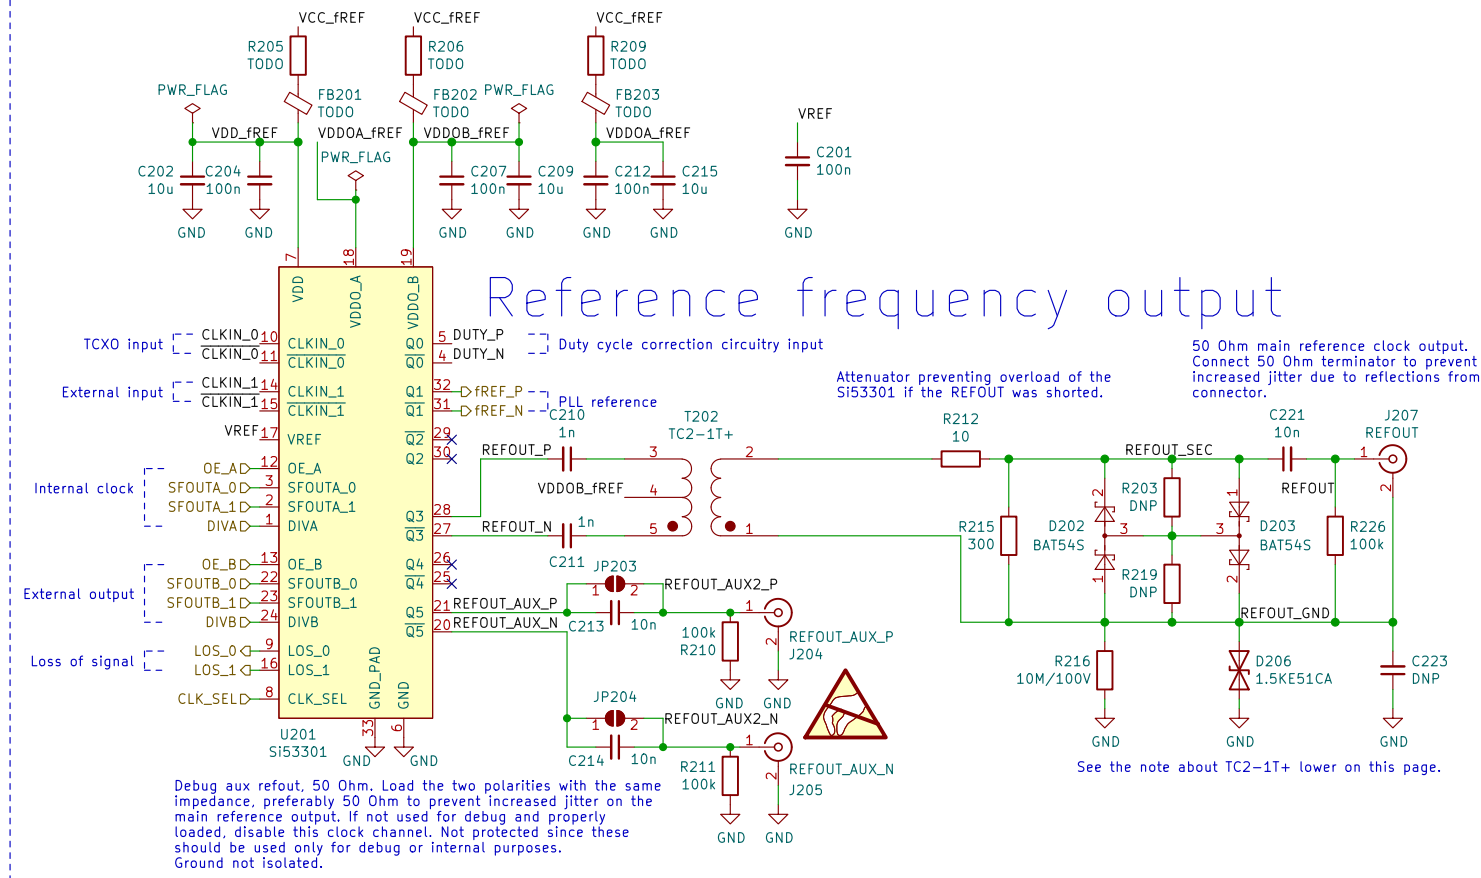 VCC_fREF
VCC_fREF
VCC_fREF
R205
TODO
R206
TODO
R209
TODO
PWR_FLAG
FB201
TODO
FB202
TODO
PWR_FLAG
FB203
TODO
VREF
VDD_fREF
VDDOA_fREF
VDDOB_fREF
VDDOA_fREF
PWR_FLAG
C202
10u
C204
100n
C207
100n
C209
10u
C212
100n
C215
10u
C201
100n
GND
GND
GND
GND
GND
GND
GND
7
18
19
VDD
VDDO_A
VDDO_B
Reference frequency output
TCXO input
CLKIN_0
10
CLKIN_0
CLKIN_0
11
CLKIN_0
External input
CLKIN_1
14
CLKIN_1
CLKIN_1
15
CLKIN_1
VREF
17
VREF
Internal clock
OE_A
12
OE_A
SFOUTA_0
3
SFOUTA_0
SFOUTA_1
2
SFOUTA_1
DIVA
1
DIVA
External output
OE_B
13
OE_B
SFOUTB_0
22
SFOUTB_0
SFOUTB_1
23
SFOUTB_1
DIVB
24
DIVB
Loss of signal
LOS_0
9
LOS_0
LOS_1
16
LOS_1
CLK_SEL
8
CLK_SEL
Q0
5
DUTY_P
Q0
4
DUTY_N
Duty cycle correction circuitry input
Q1
32
fREF_P
Q1
31
fREF_N
PLL reference
Q2
29
Q2
30
Q3
28
REFOUT_P
Q3
27
REFOUT_N
Q4
26
Q4
25
Q5
21
REFOUT_AUX_P
Q5
20
REFOUT_AUX_N
GND_PAD
GND
33
6
GND
GND
U201
Si53301
C210
1n
1n
C211
VDDOB_fREF
T202
TC2-1T+
3
4
5
2
1
Attenuator preventing overload of the
Si53301 if the REFOUT was shorted.
50 Ohm main reference clock output.
Connect 50 Ohm terminator to prevent
increased jitter due to reflections from
connector.
R212
10
REFOUT_SEC
C221
10n
REFOUT
J207
REFOUT
1
2
R215
300
D202
BAT54S
2
3
1
R203
DNP
R219
DNP
D203
BAT54S
1
3
2
R226
100k
REFOUT_GND
R216
10M/100V
D206
1.5KE51CA
C223
DNP
GND
GND
GND
See the note about TC2-1T+ lower on this page.
JP203
1
2
REFOUT_AUX2_P
C213
10n
100k
R210
1
2
REFOUT_AUX_P
J204
GND
GND
JP204
1
2
REFOUT_AUX2_N
C214
10n
R211
100k
1
2
REFOUT_AUX_N
J205
GND
GND
Debug aux refout, 50 Ohm. Load the two polarities with the same
impedance, preferably 50 Ohm to prevent increased jitter on the
main reference output. If not used for debug and properly
loaded, disable this clock channel. Not protected since these
should be used only for debug or internal purposes.
Ground not isolated.